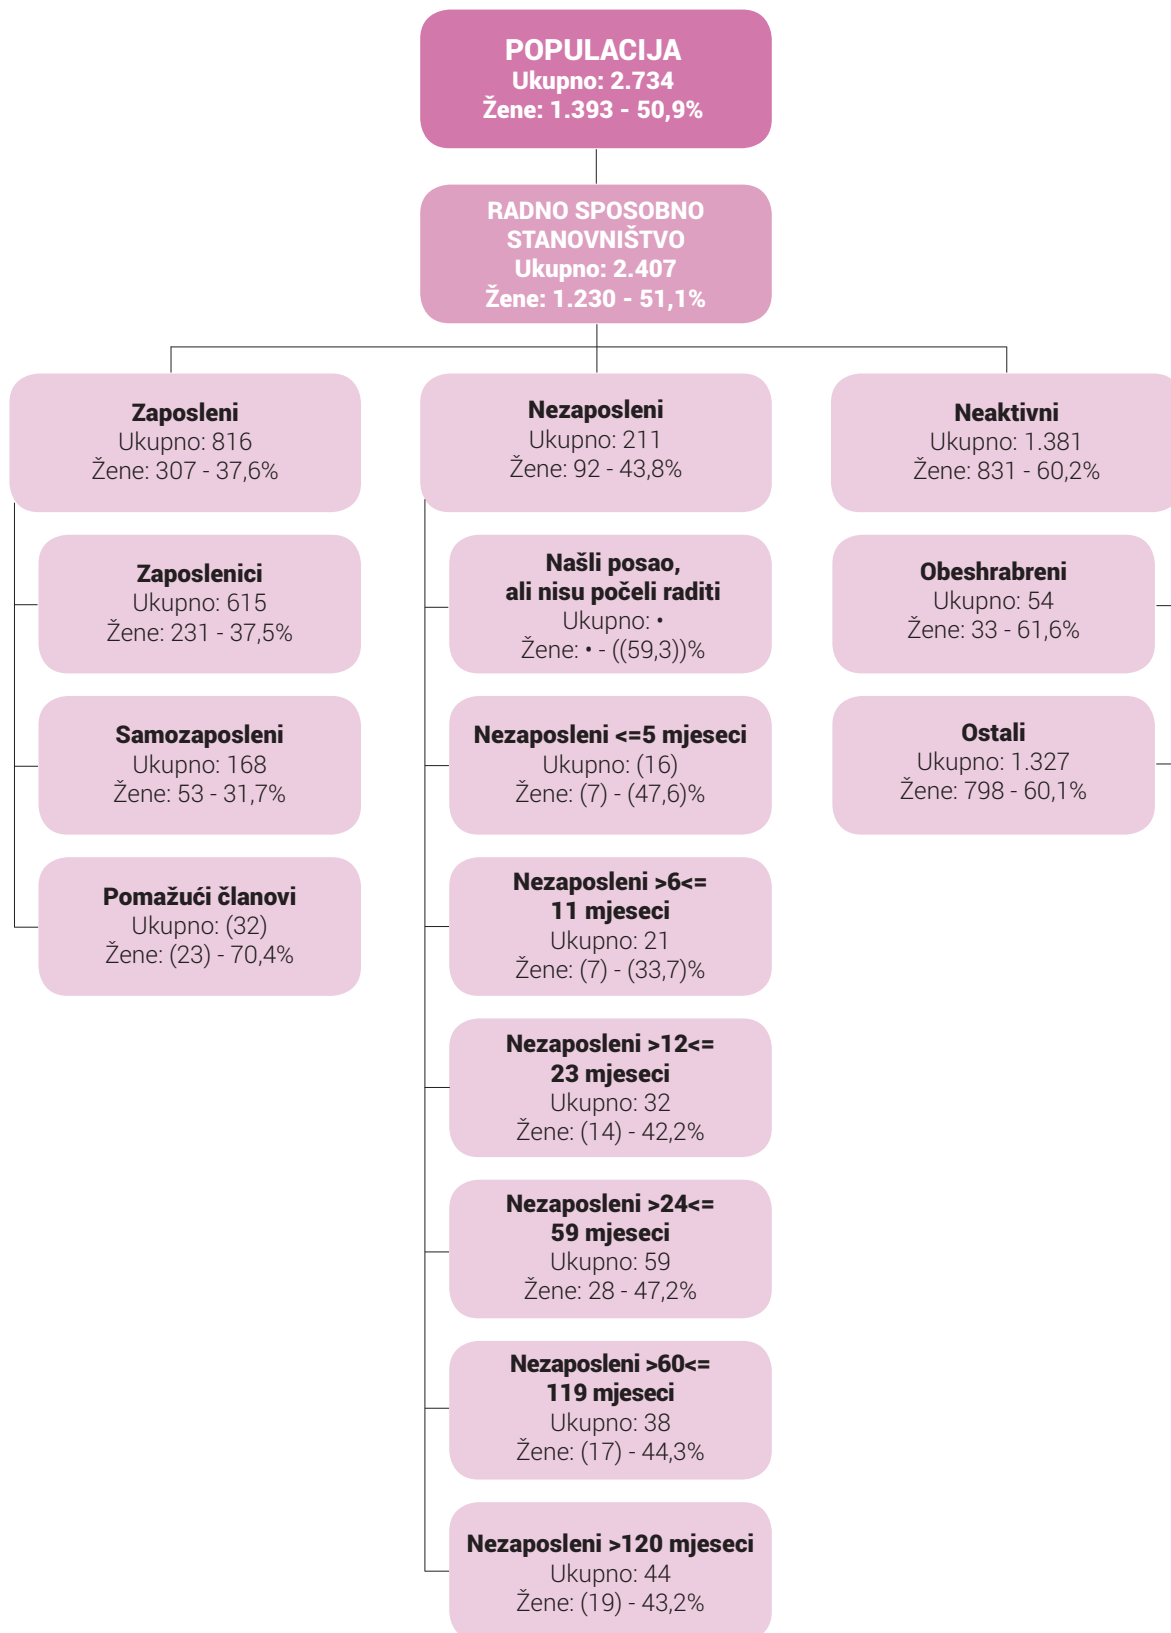 POPULACIJA
Ukupno: 2.734
Žene: 1.393 - 50,9%
RADNO SPOSOBNO
STANOVNIŠTVO
Ukupno: 2.407
Žene: 1.230 - 51,1%
Zaposleni
Ukupno: 816
Žene: 307 - 37,6%
Zaposlenici
Ukupno: 615
Žene: 231 - 37,5%
Samozaposleni
Ukupno: 168
Žene: 53 - 31,7%
Pomažući članovi
Ukupno: (32)
Žene: (23) - 70,4%
Nezaposleni
Ukupno: 211
Žene: 92 - 43,8%
Našli posao,
ali nisu počeli raditi
Ukupno: •
Žene: • - ((59,3))%
Nezaposleni <=5 mjeseci
Ukupno: (16)
Žene: (7) - (47,6)%
Nezaposleni >6<=
11 mjeseci
Ukupno: 21
Žene: (7) - (33,7)%
Nezaposleni >12<=
23 mjeseci
Ukupno: 32
Žene: (14) - 42,2%
Nezaposleni >24<=
59 mjeseci
Ukupno: 59
Žene: 28 - 47,2%
Nezaposleni >60<=
119 mjeseci
Ukupno: 38
Žene: (17) - 44,3%
Nezaposleni >120 mjeseci
Ukupno: 44
Žene: (19) - 43,2%
Neaktivni
Ukupno: 1.381
Žene: 831 - 60,2%
Obeshrabreni
Ukupno: 54
Žene: 33 - 61,6%
Ostali
Ukupno: 1.327
Žene: 798 - 60,1%